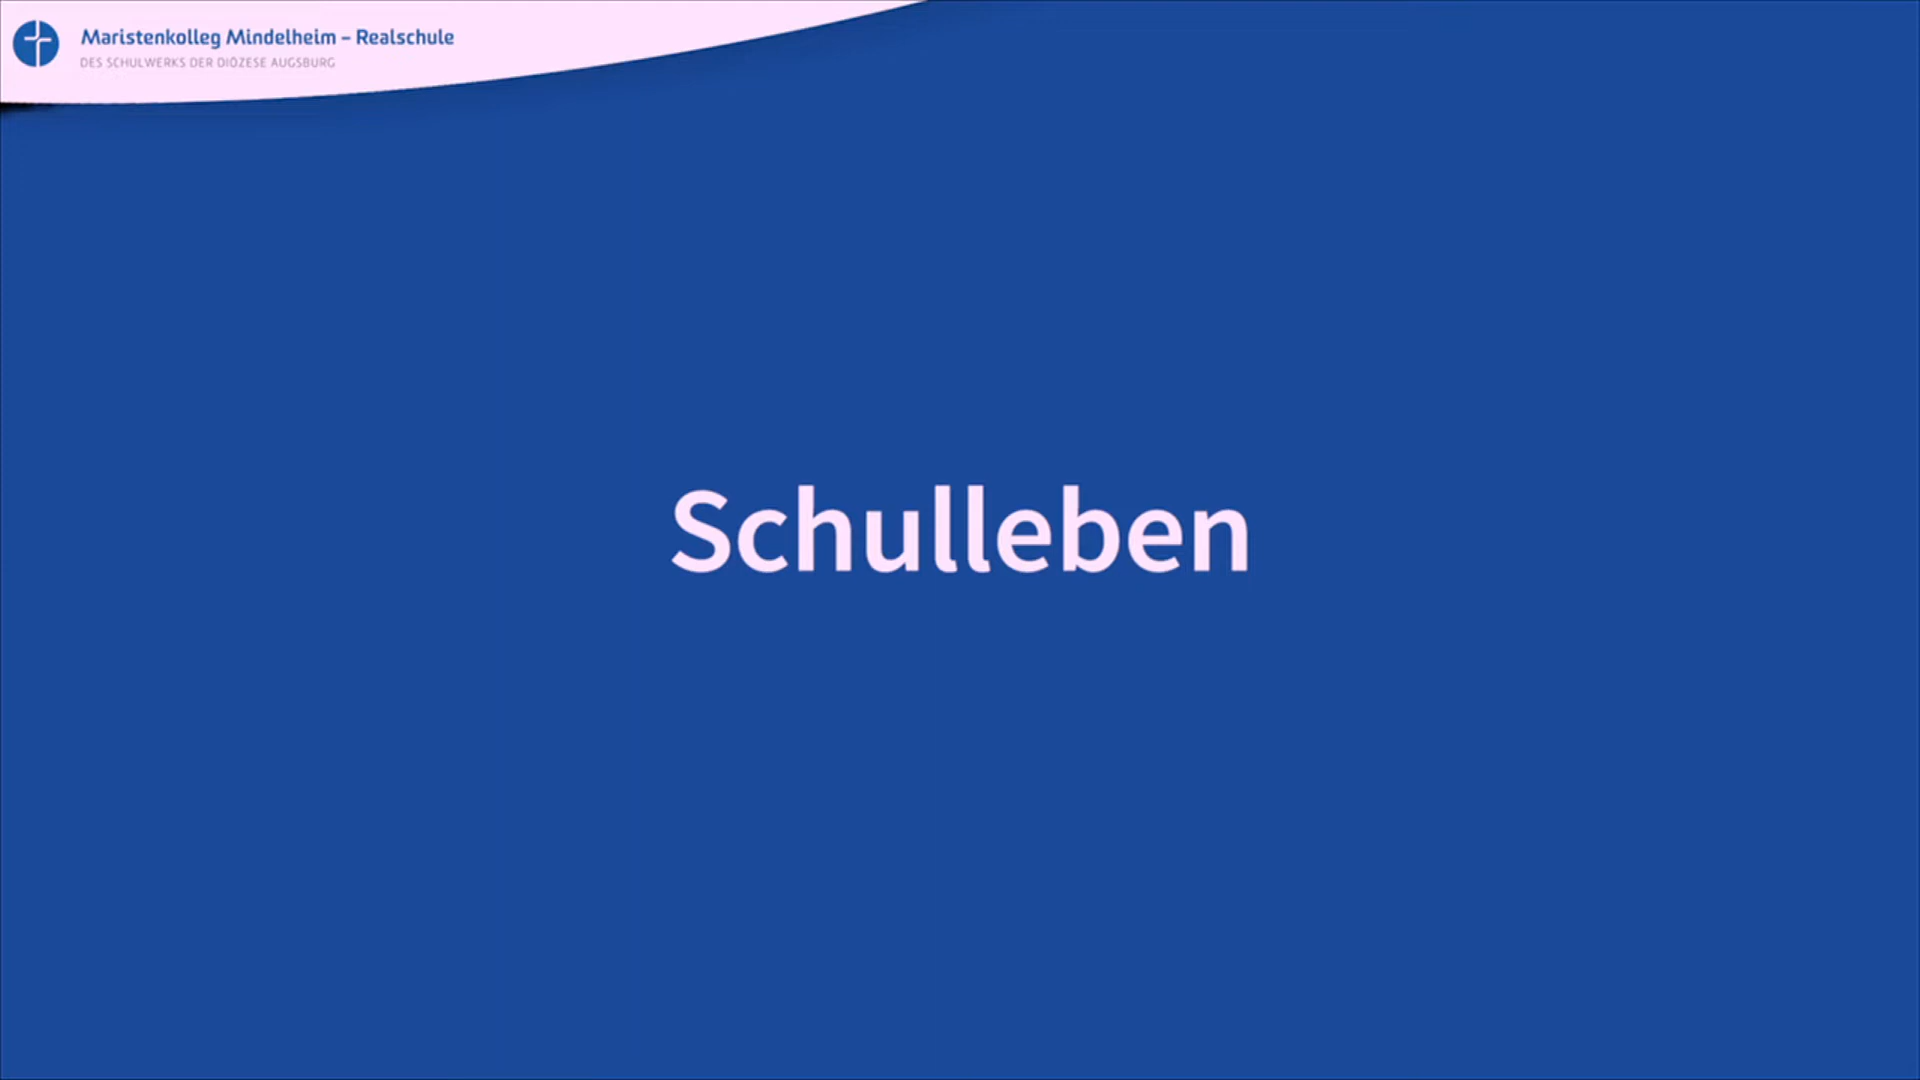 Maristenkolleg Mindelheim – Realschule
DES SCHULWERKS DER DIÖZESE AUGSBURG
Schulleben